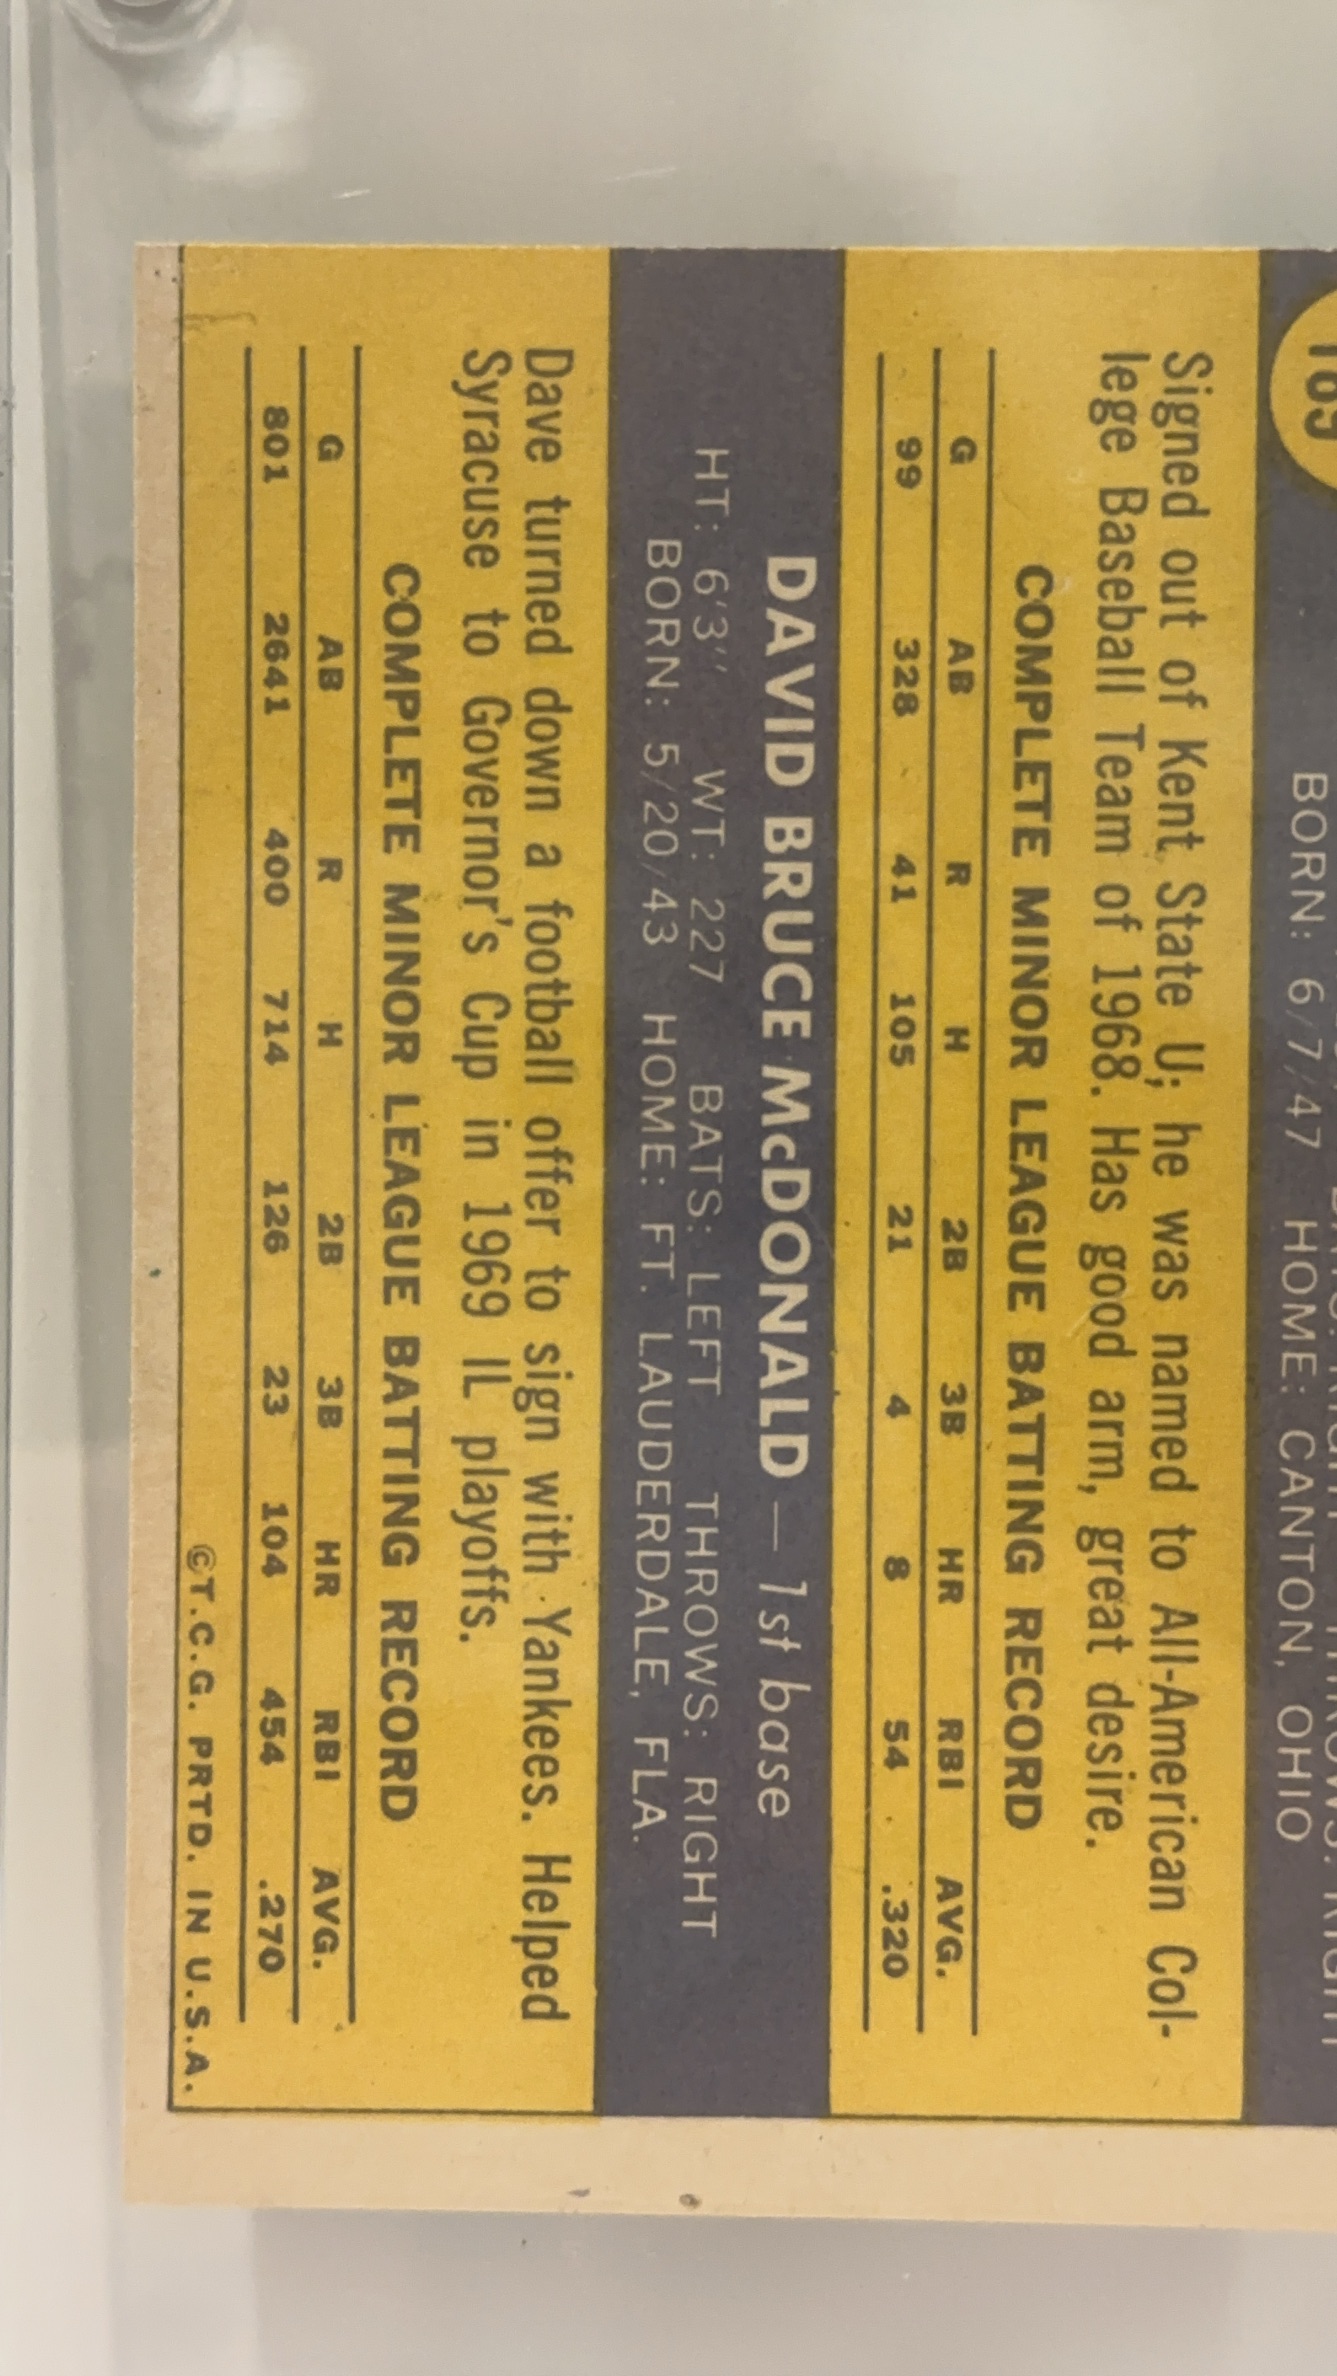 189
BORN: 6/7/47 HOME: CANTON, OHIO
Signed out of Kent State U; he was named to All-American Col-
lege Baseball Team of 1968. Has good arm, great desire.
COMPLETE MINOR LEAGUE BATTING RECORD
G AB R H 2B 3B HR RBI AVG.
99 328 41 105 21 4 8 54 .320
DAVID BRUCE McDONALD — 1st base
HT: 6'3'' WT: 227 BATS: LEFT THROWS: RIGHT
BORN: 5/20/43 HOME: FT. LAUDERDALE, FLA.
Dave turned down a football offer to sign with Yankees. Helped
Syracuse to Governor's Cup in 1969 IL playoffs.
COMPLETE MINOR LEAGUE BATTING RECORD
G AB R H 2B 3B HR RBI AVG.
801 2641 400 714 126 23 104 454 .270
©T.C.G. PRTD. IN U.S.A.